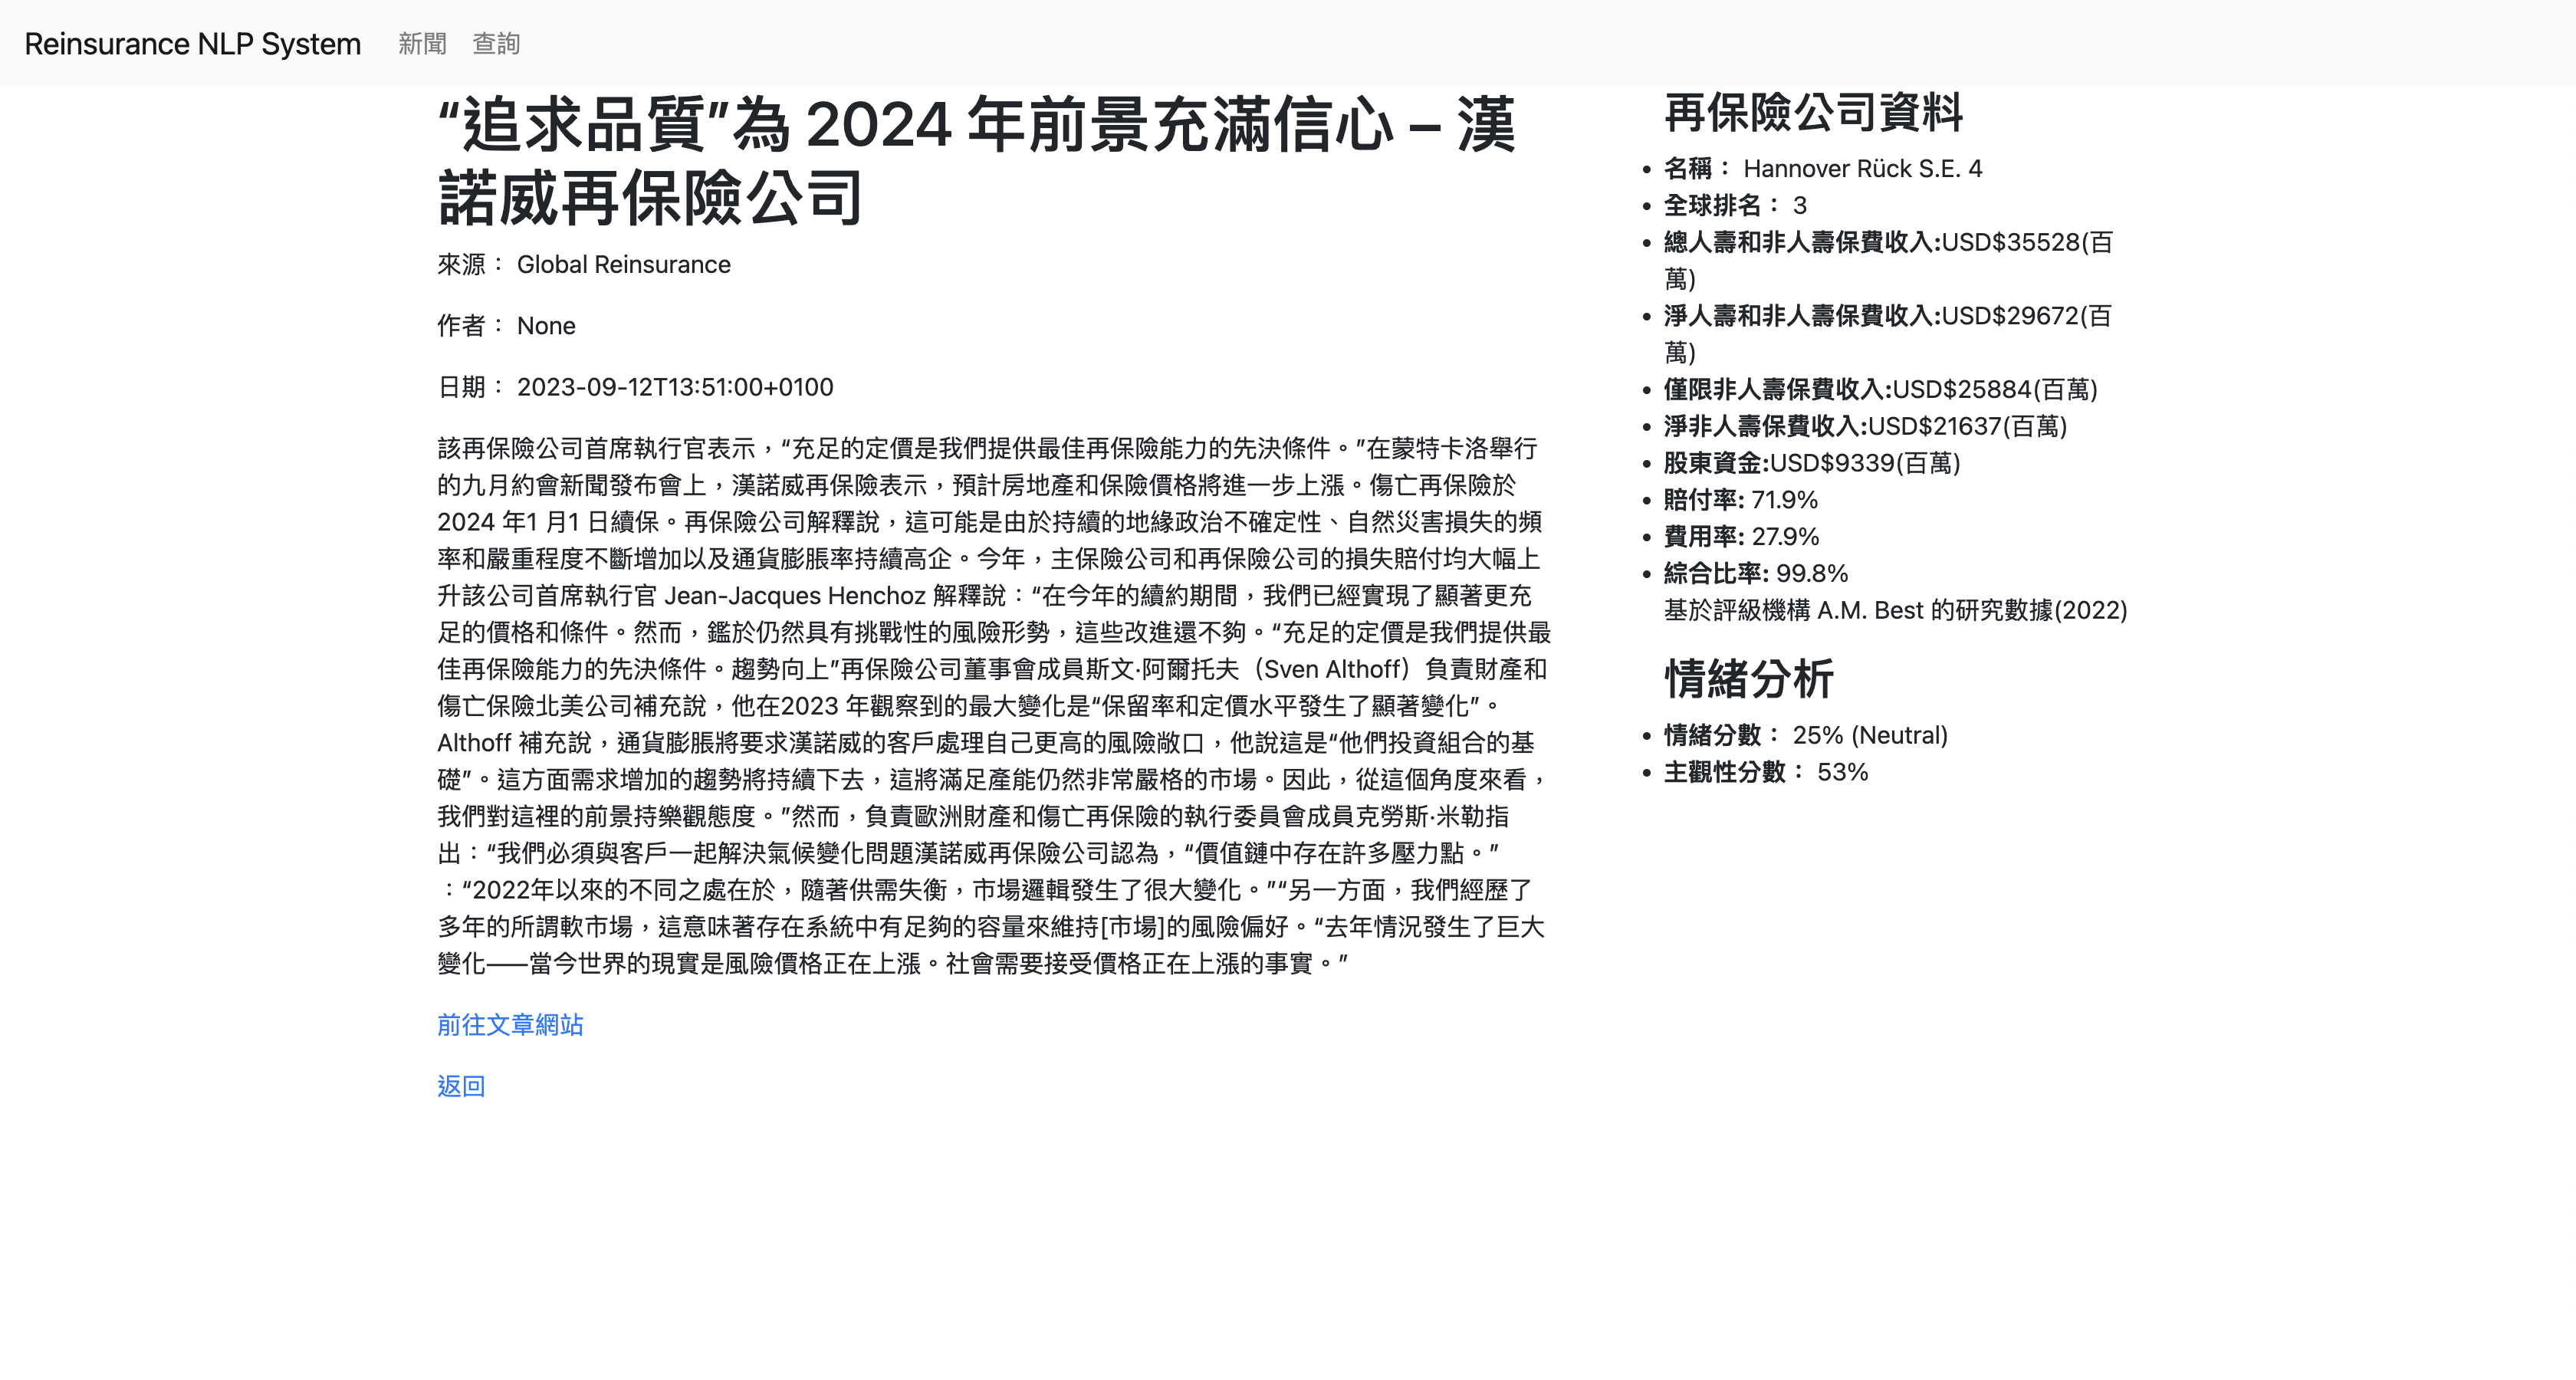 Reinsurance NLP System 新聞 查詢
“追求品質”為 2024 年前景充滿信心 – 漢
諾威再保險公司
來源： Global Reinsurance
作者： None
日期： 2023-09-12T13:51:00+0100
該再保險公司首席執行官表示，“充足的定價是我們提供最佳再保險能力的先決條件。”在蒙特卡洛舉行
的九月約會新聞發布會上，漢諾威再保險表示，預計房地產和保險價格將進一步上漲。傷亡再保險於
2024 年1 月1 日續保。再保險公司解釋說，這可能是由於持續的地緣政治不確定性、自然災害損失的頻
率和嚴重程度不斷增加以及通貨膨脹率持續高企。今年，主保險公司和再保險公司的損失賠付均大幅上
升該公司首席執行官 Jean-Jacques Henchoz 解釋說：“在今年的續約期間，我們已經實現了顯著更充
足的價格和條件。然而，鑑於仍然具有挑戰性的風險形勢，這些改進還不夠。“充足的定價是我們提供最
佳再保險能力的先決條件。趨勢向上”再保險公司董事會成員斯文·阿爾托夫（Sven Althoff）負責財產和
傷亡保險北美公司補充說，他在2023 年觀察到的最大變化是“保留率和定價水平發生了顯著變化”。
Althoff 補充說，通貨膨脹將要求漢諾威的客戶處理自己更高的風險敞口，他說這是“他們投資組合的基
礎”。這方面需求增加的趨勢將持續下去，這將滿足產能仍然非常嚴格的市場。因此，從這個角度來看，
我們對這裡的前景持樂觀態度。”然而，負責歐洲財產和傷亡再保險的執行委員會成員克勞斯·米勒指
出：“我們必須與客戶一起解決氣候變化問題漢諾威再保險公司認為，“價值鏈中存在許多壓力點。”
：“2022年以來的不同之處在於，隨著供需失衡，市場邏輯發生了很大變化。”“另一方面，我們經歷了
多年的所謂軟市場，這意味著存在系統中有足夠的容量來維持[市場]的風險偏好。“去年情況發生了巨大
變化——當今世界的現實是風險價格正在上漲。社會需要接受價格正在上漲的事實。”
前往文章網站
返回
再保險公司資料
• 名稱： Hannover Rück S.E. 4
• 全球排名： 3
• 總人壽和非人壽保費收入:USD$35528(百
萬)
• 淨人壽和非人壽保費收入:USD$29672(百
萬)
• 僅限非人壽保費收入:USD$25884(百萬)
• 淨非人壽保費收入:USD$21637(百萬)
• 股東資金:USD$9339(百萬)
• 賠付率: 71.9%
• 費用率: 27.9%
• 綜合比率: 99.8%
基於評級機構 A.M. Best 的研究數據(2022)
情緒分析
• 情緒分數： 25% (Neutral)
• 主觀性分數： 53%